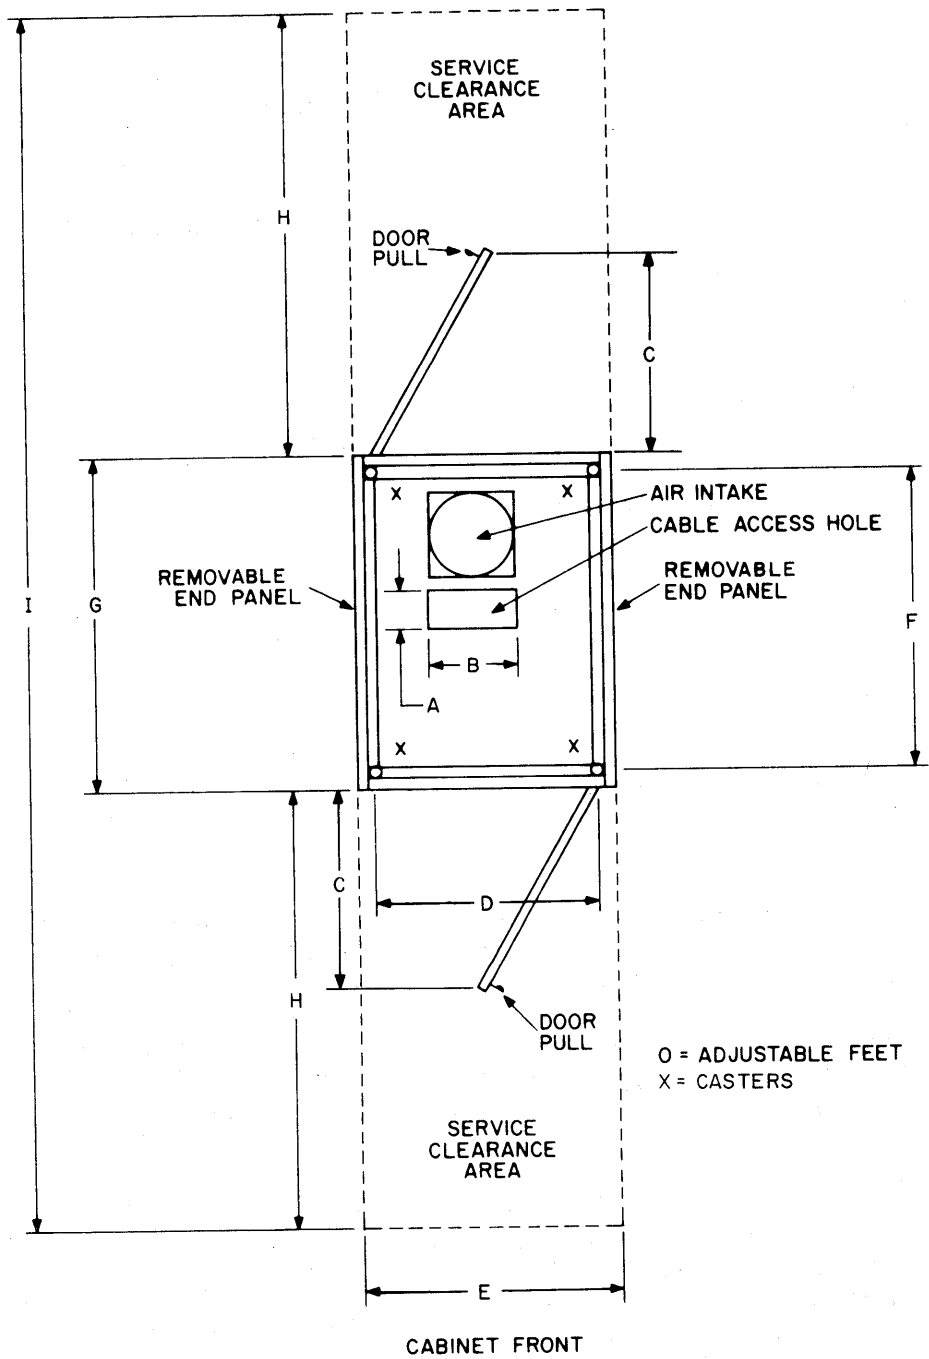 SERVICE
CLEARANCE
AREA
H
DOOR
PULL
C
AIR INTAKE
CABLE ACCESS HOLE
REMOVABLE
END PANEL
REMOVABLE
END PANEL
X
X
I
G
F
B
A
X
X
C
D
H
DOOR
PULL
O = ADJUSTABLE FEET
X = CASTERS
SERVICE
CLEARANCE
AREA
E
CABINET FRONT